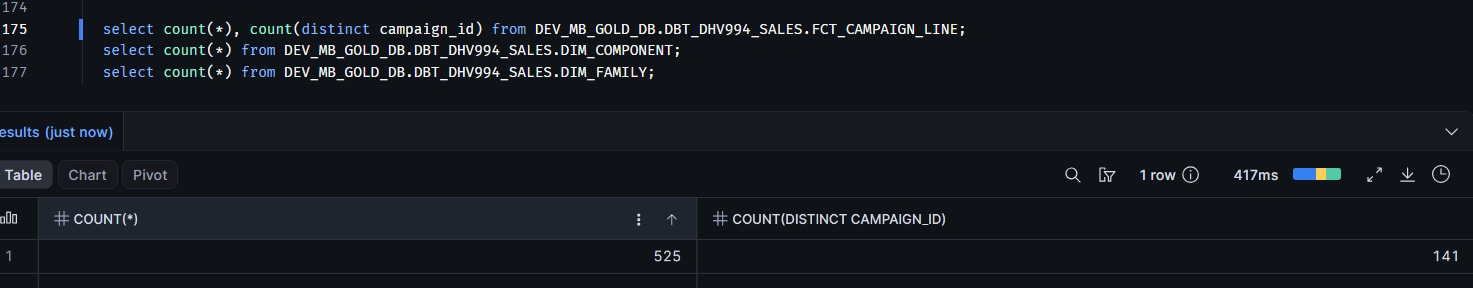 174
175 select count(*), count(distinct campaign_id) from DEV_MB_GOLD_DB.DBT_DHV994_SALES.FCT_CAMPAIGN_LINE;
176 select count(*) from DEV_MB_GOLD_DB.DBT_DHV994_SALES.DIM_COMPONENT;
177 select count(*) from DEV_MB_GOLD_DB.DBT_DHV994_SALES.DIM_FAMILY;
esults (just now)
Table Chart Pivot 1 row 417ms
COUNT(*) COUNT(DISTINCT CAMPAIGN_ID)
1 525 141